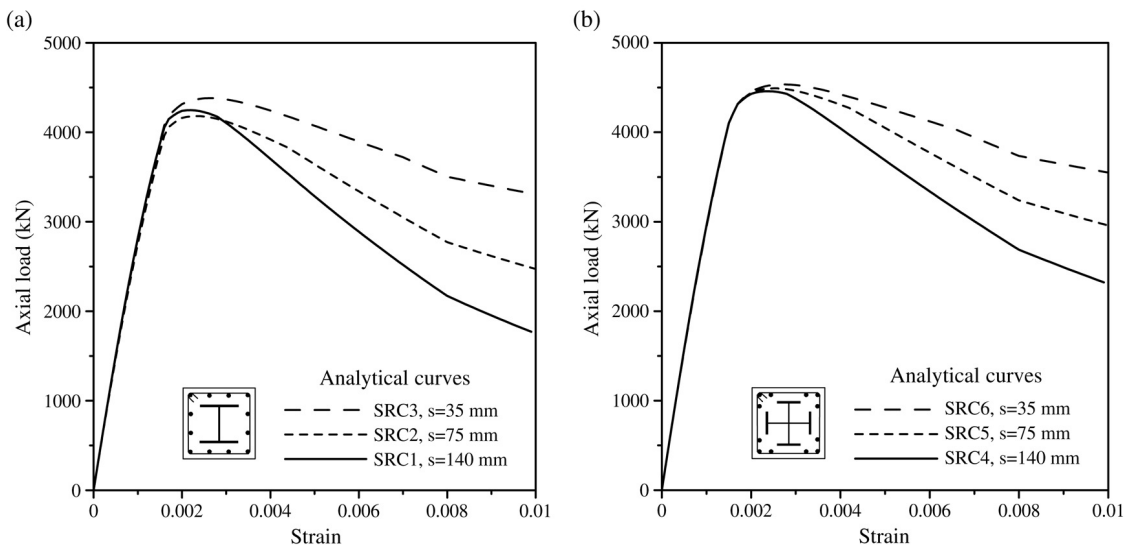 (a)
5000
4000
3000
2000
1000
0
Axial load (kN)
0 0.002 0.004 0.006 0.008 0.01
Strain
Analytical curves
SRC3, s=35 mm
SRC2, s=75 mm
SRC1, s=140 mm
(b)
5000
4000
3000
2000
1000
0
Axial load (kN)
0 0.002 0.004 0.006 0.008 0.01
Strain
Analytical curves
SRC6, s=35 mm
SRC5, s=75 mm
SRC4, s=140 mm